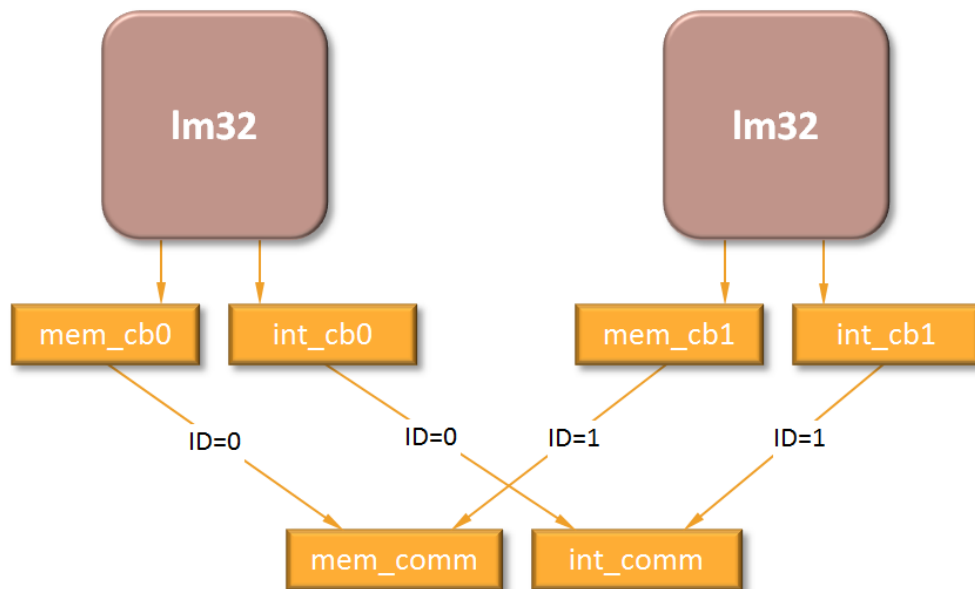 lm32
lm32
mem_cb0
int_cb0
mem_cb1
int_cb1
ID=0
ID=0
ID=1
ID=1
mem_comm
int_comm